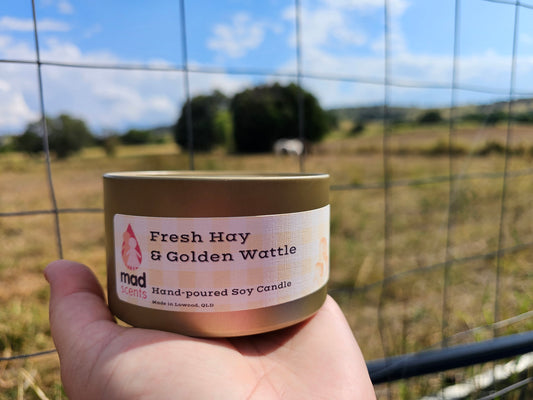 Fresh Hay
& Golden Wattle
mad
scents
Hand-poured Soy Candle
Made in Lowood, QLD